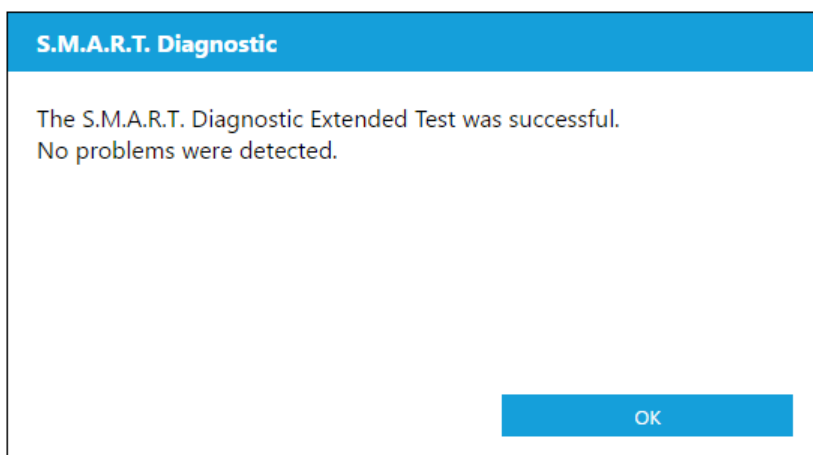 S.M.A.R.T. Diagnostic
The S.M.A.R.T. Diagnostic Extended Test was successful.
No problems were detected.
OK